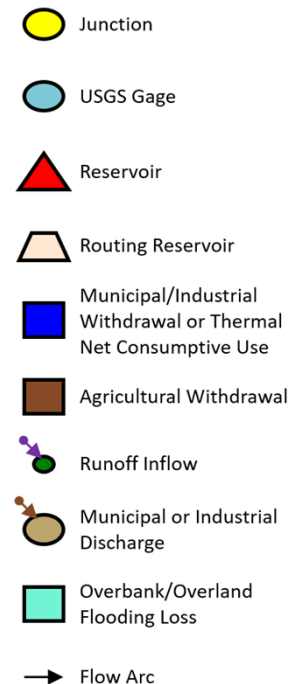 Junction
USGS Gage
Reservoir
Routing Reservoir
Municipal/Industrial
Withdrawal or Thermal
Net Consumptive Use
Agricultural Withdrawal
Runoff Inflow
Municipal or Industrial
Discharge
Overbank/Overland
Flooding Loss
Flow Arc